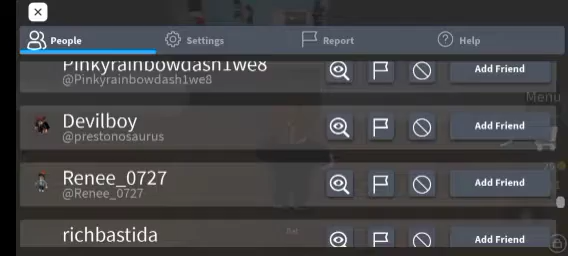 People
Settings
Report
Help
Pinkyrainbowdash1we8
@Pinkyrainbowdash1we8
Add Friend
Menu
Devilboy
@prestonosaurus
Add Friend
Renee_0727
@Renee_0727
Add Friend
richbastida
Add Friend